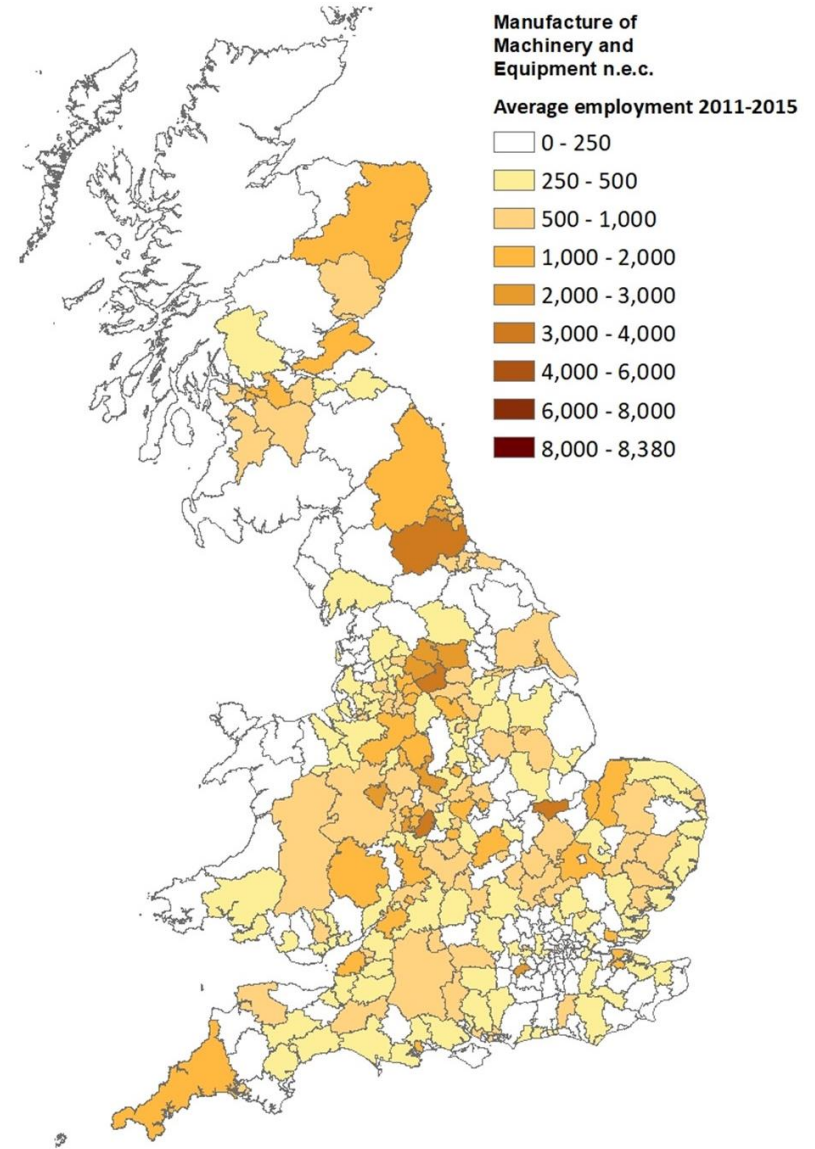 Manufacture of
Machinery and
Equipment n.e.c.
Average employment 2011-2015
0 - 250
250 - 500
500 - 1,000
1,000 - 2,000
2,000 - 3,000
3,000 - 4,000
4,000 - 6,000
6,000 - 8,000
8,000 - 8,380